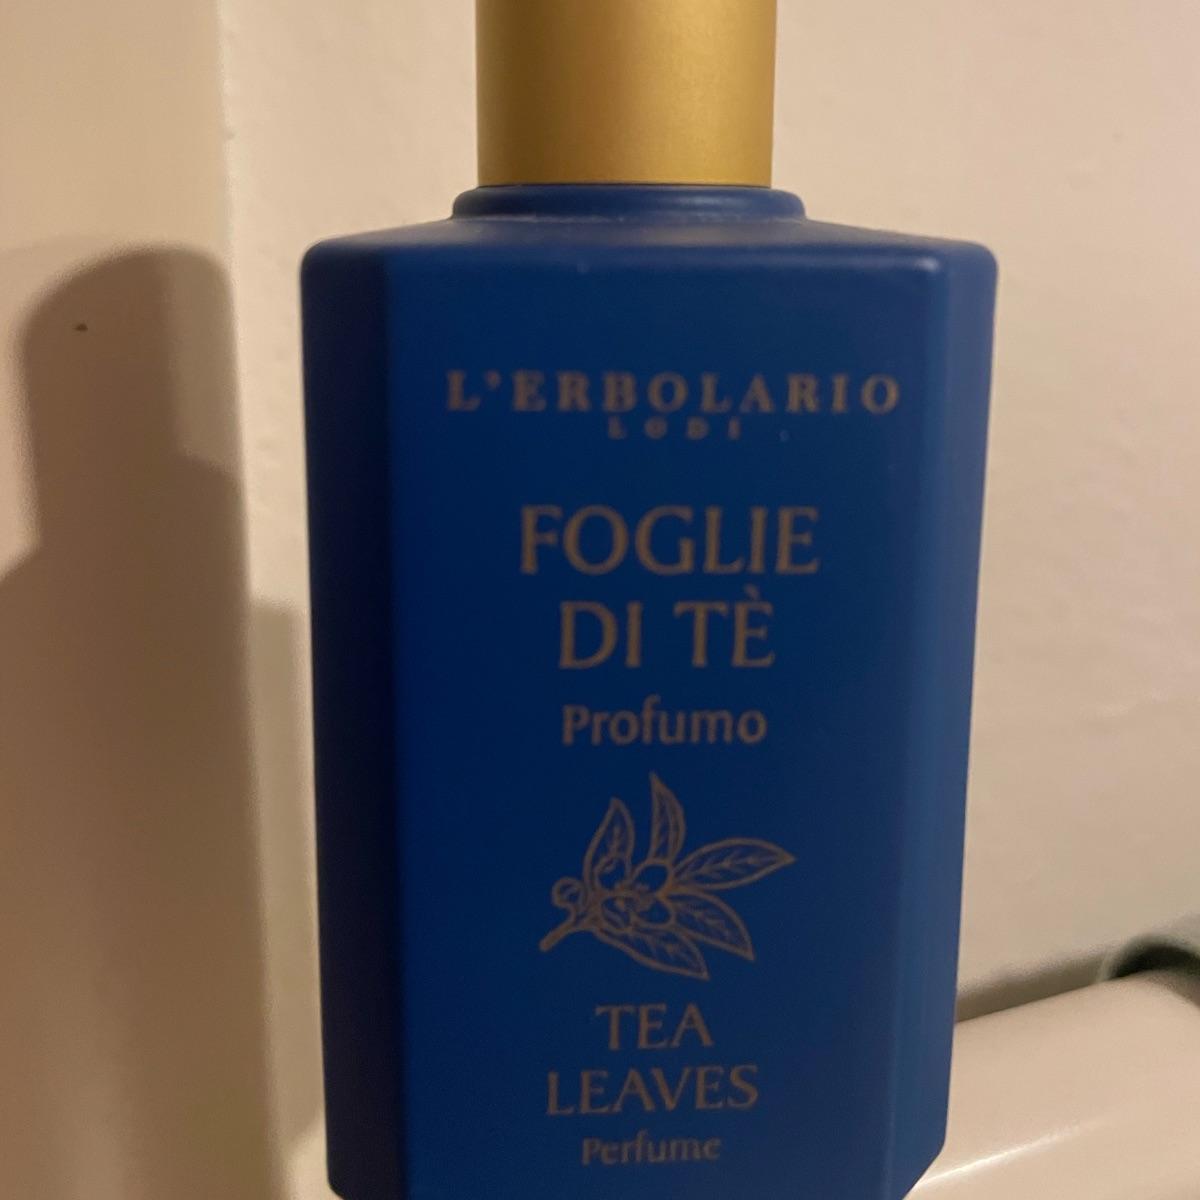 L'ERBOLARIO
LODI
FOGLIE
DI TÈ
Profumo
TEA
LEAVES
Perfume